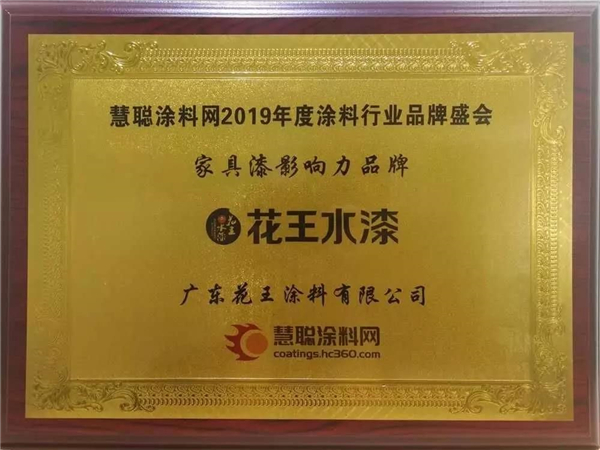 慧聪涂料网2019年度涂料行业品牌盛会
家具漆影响力品牌
花王水漆
广东花王涂料有限公司
慧聪涂料网
coatings.hc360.com